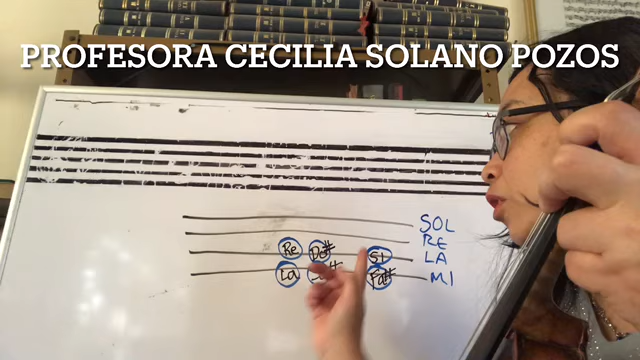 PROFESORA CECILIA SOLANO POZOS
SOL
RE
Re Do# Si LA
La Fa# MI